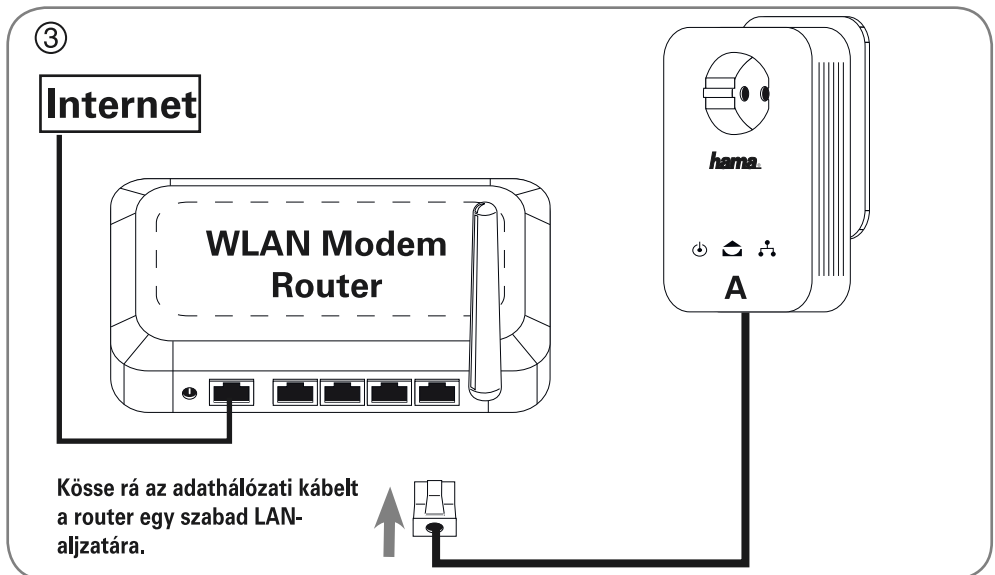 ③
Internet
WLAN Modem
Router
hama.
A
Kösse rá az adathálózati kábelt
a router egy szabad LAN-
aljzatára.